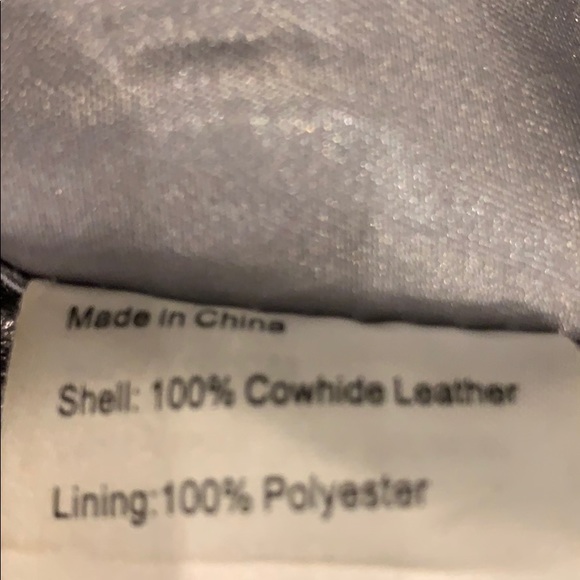 Made in China
Shell: 100% Cowhide Leather
Lining:100% Polyester